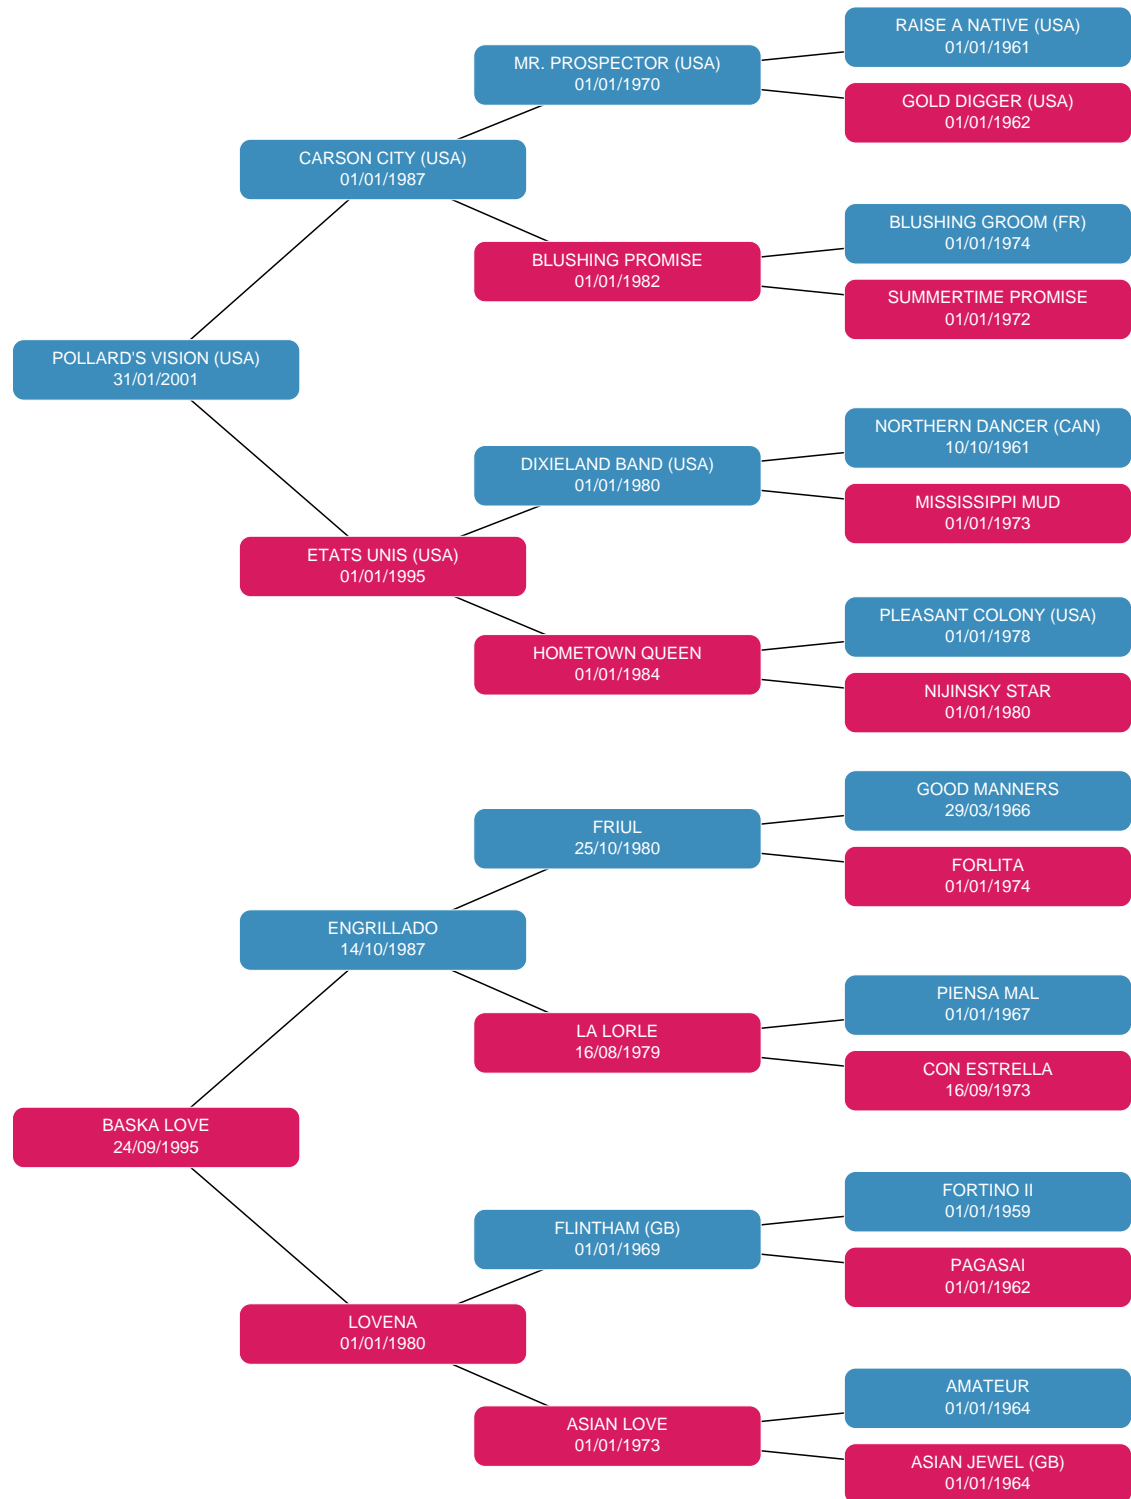 RAISE A NATIVE (USA)
01/01/1961
MR. PROSPECTOR (USA)
01/01/1970
GOLD DIGGER (USA)
01/01/1962
CARSON CITY (USA)
01/01/1987
BLUSHING GROOM (FR)
01/01/1974
BLUSHING PROMISE
01/01/1982
SUMMERTIME PROMISE
01/01/1972
POLLARD'S VISION (USA)
31/01/2001
NORTHERN DANCER (CAN)
10/10/1961
DIXIELAND BAND (USA)
01/01/1980
MISSISSIPPI MUD
01/01/1973
ETATS UNIS (USA)
01/01/1995
PLEASANT COLONY (USA)
01/01/1978
HOMETOWN QUEEN
01/01/1984
NIJINSKY STAR
01/01/1980
GOOD MANNERS
29/03/1966
FRIUL
25/10/1980
FORLITA
01/01/1974
ENGRILLADO
14/10/1987
PIENSA MAL
01/01/1967
LA LORLE
16/08/1979
CON ESTRELLA
16/09/1973
BASKA LOVE
24/09/1995
FORTINO II
01/01/1959
FLINTHAM (GB)
01/01/1969
PAGASAI
01/01/1962
LOVENA
01/01/1980
AMATEUR
01/01/1964
ASIAN LOVE
01/01/1973
ASIAN JEWEL (GB)
01/01/1964